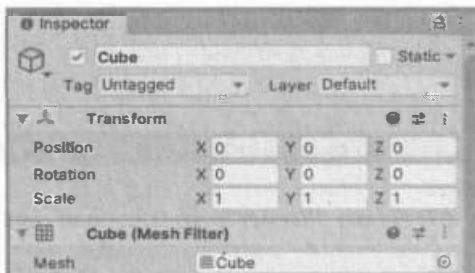 Inspector
Cube Static
Tag Untagged Layer Default
Transform
Position X 0 Y 0 Z 0
Rotation X 0 Y 0 Z 0
Scale X 1 Y 1 Z 1
Cube (Mesh Filter)
Mesh Cube